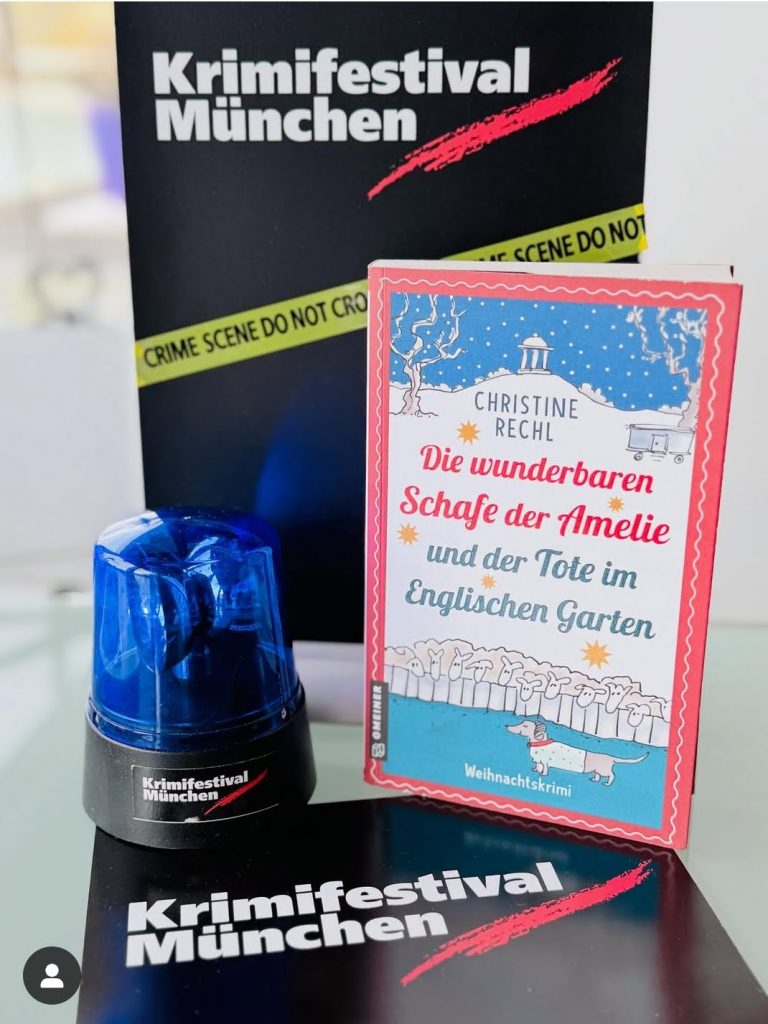 Krimifestival
München
CRIME SCENE DO NOT CRO
ME SCENE DO NOT
CHRISTINE
RECHL
Die wunderbaren
Schafe der Amelie
und der Tote im
Englischen Garten
GMEINER
Weihnachtskrimi
Krimifestival
München
Krimifestival
München